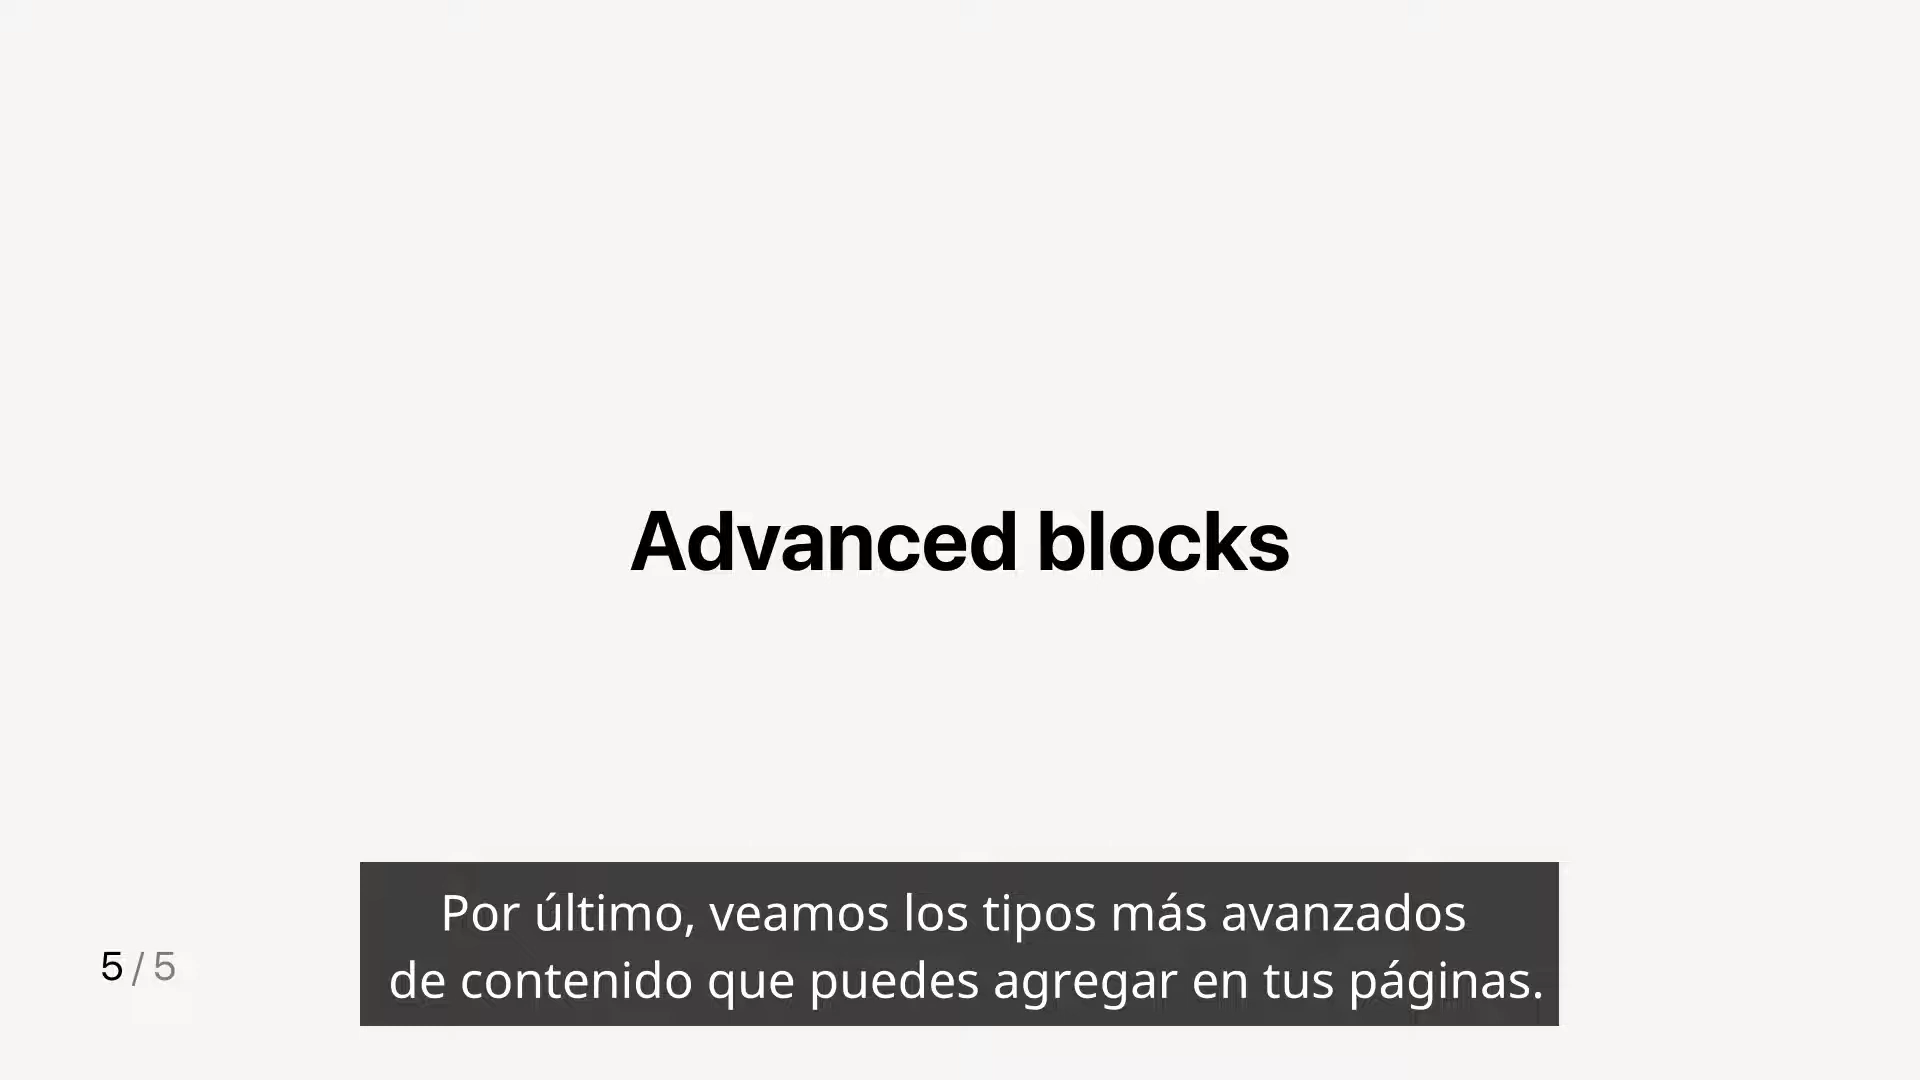 Advanced blocks
Por último, veamos los tipos más avanzados
de contenido que puedes agregar en tus páginas.
5 / 5